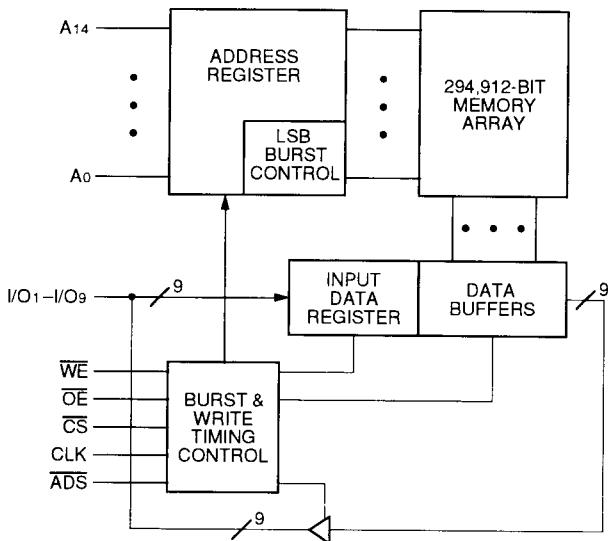 A14
ADDRESS
REGISTER
294,912-BIT
MEMORY
ARRAY
LSB
BURST
CONTROL
A0
I/O1–I/O9
9
INPUT
DATA
REGISTER
DATA
BUFFERS
9
WE
OE
CS
CLK
ADS
BURST &
WRITE
TIMING
CONTROL
9